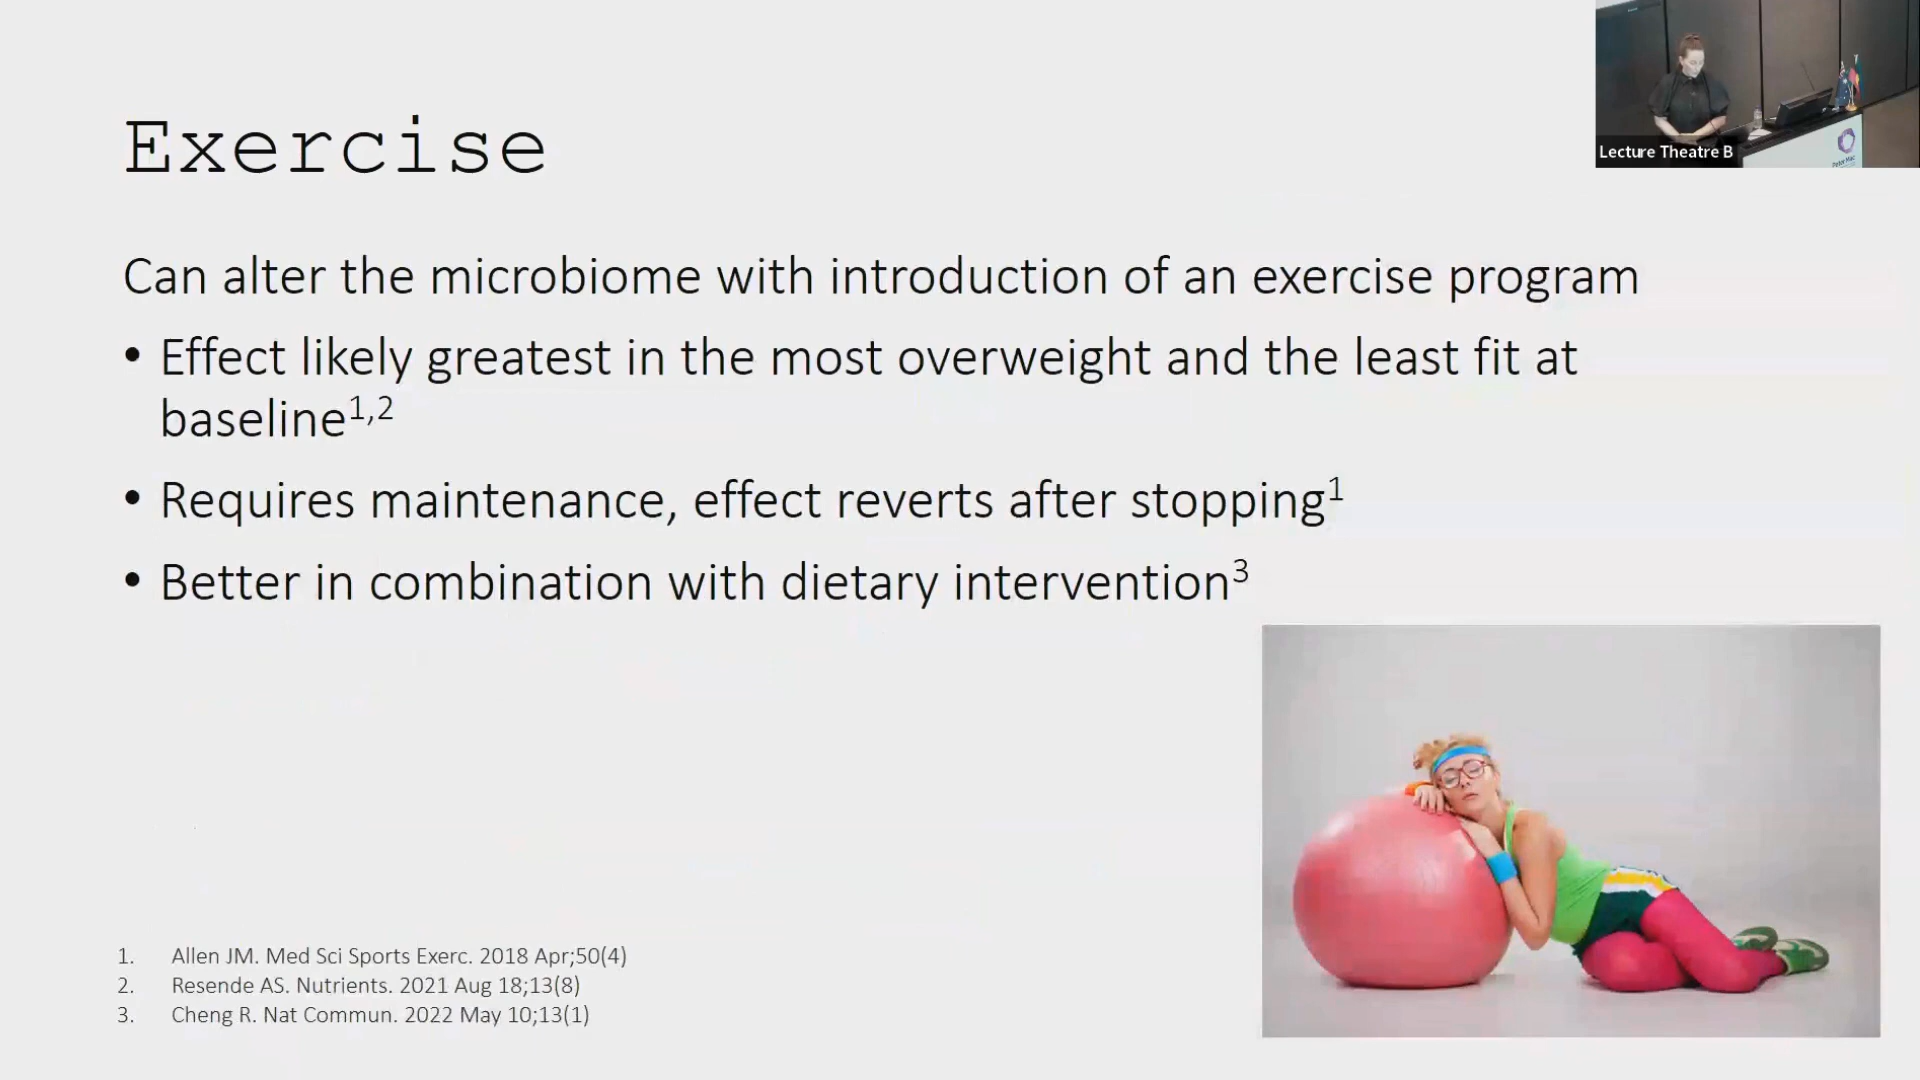 Exercise
Lecture Theatre B
Peter Mac
Can alter the microbiome with introduction of an exercise program
• Effect likely greatest in the most overweight and the least fit at
baseline1,2
• Requires maintenance, effect reverts after stopping1
• Better in combination with dietary intervention3
1. Allen JM. Med Sci Sports Exerc. 2018 Apr;50(4)
2. Resende AS. Nutrients. 2021 Aug 18;13(8)
3. Cheng R. Nat Commun. 2022 May 10;13(1)